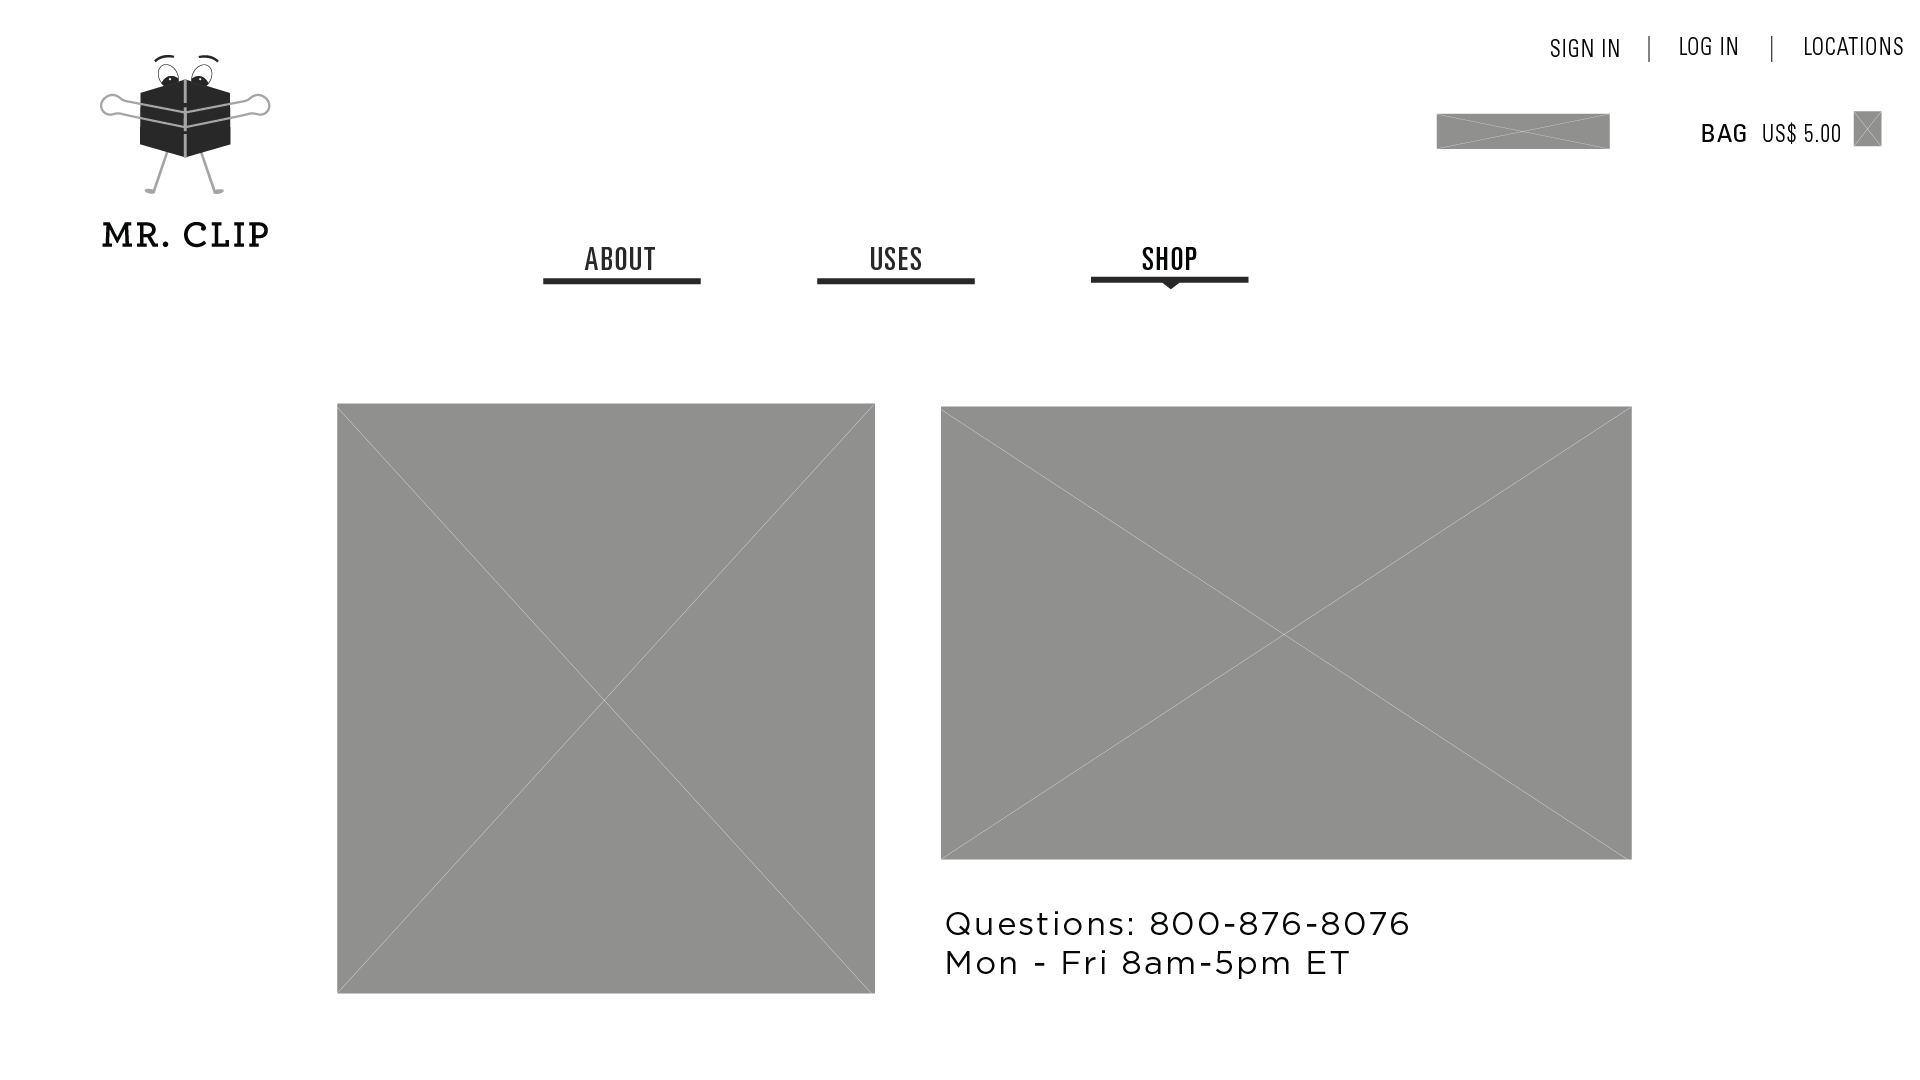 SIGN IN | LOG IN | LOCATIONS
BAG US$ 5.00
MR. CLIP
ABOUT
USES
SHOP
Questions: 800-876-8076
Mon - Fri 8am-5pm ET